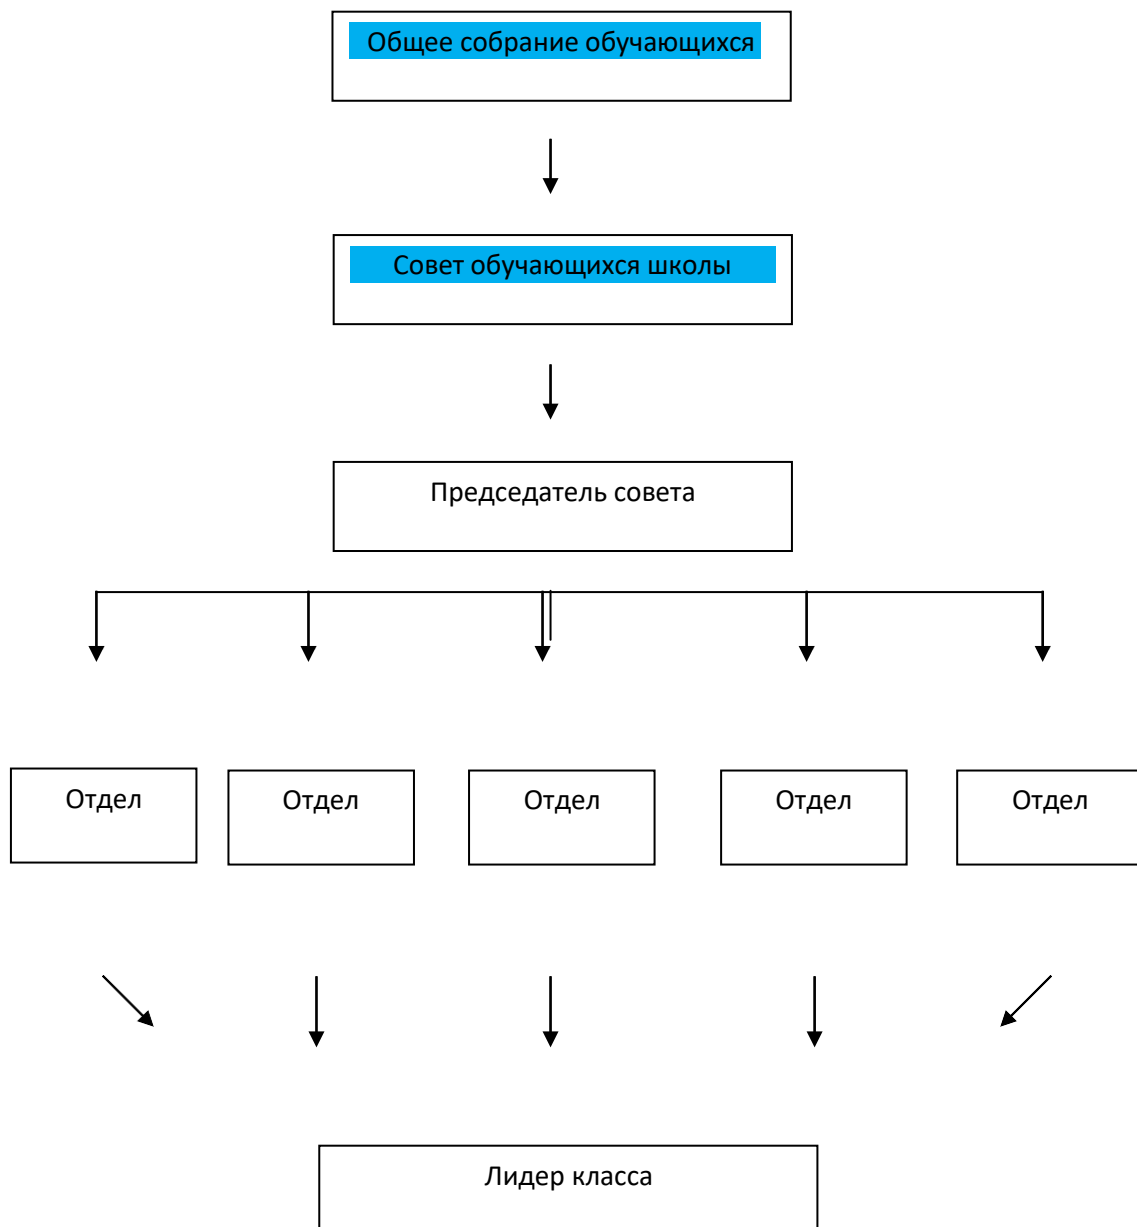 Общее собрание обучающихся
Совет обучающихся школы
Председатель совета
Отдел
Отдел
Отдел
Отдел
Отдел
Лидер класса